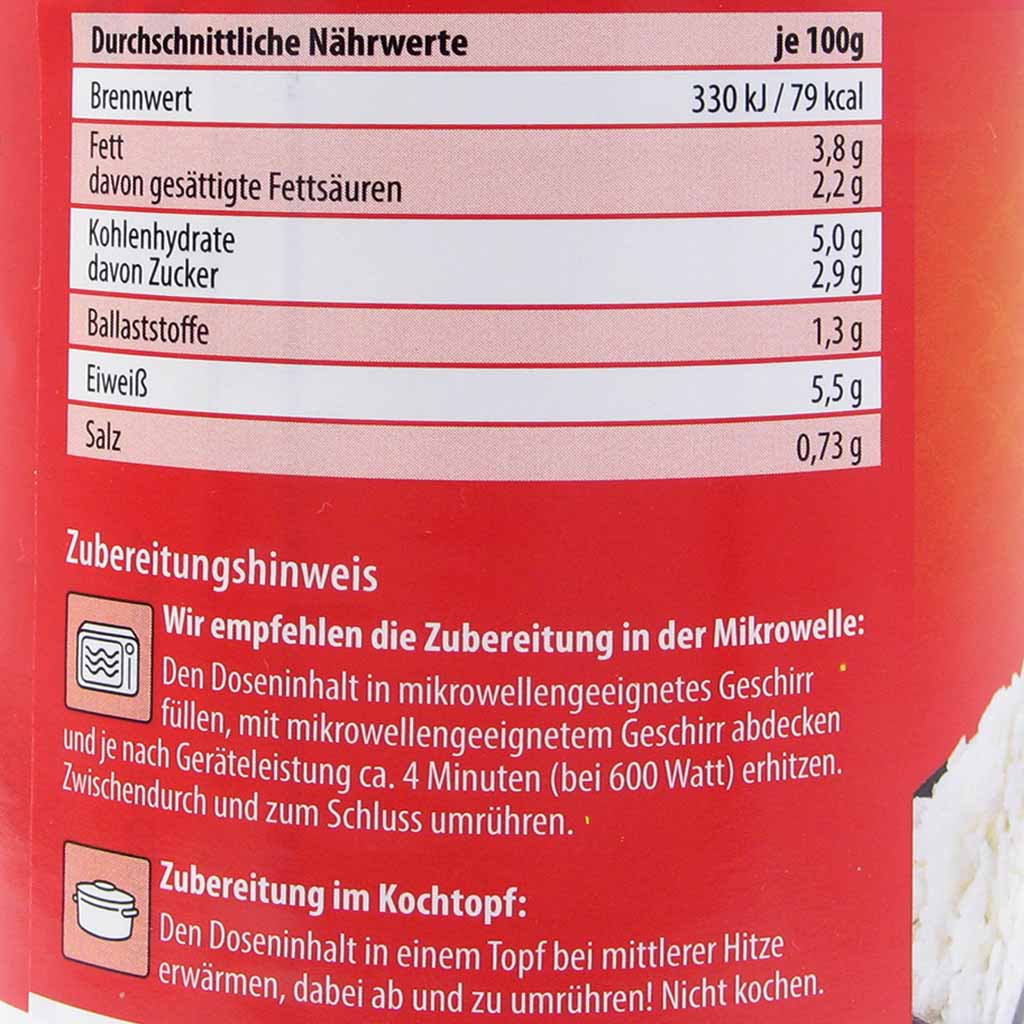 Durchschnittliche Nährwerte je 100g
Brennwert 330 kJ / 79 kcal
Fett 3,8 g
davon gesättigte Fettsäuren 2,2 g
Kohlenhydrate 5,0 g
davon Zucker 2,9 g
Ballaststoffe 1,3 g
Eiweiß 5,5 g
Salz 0,73 g
Zubereitungshinweis
Wir empfehlen die Zubereitung in der Mikrowelle:
Den Doseninhalt in mikrowellengeeignetes Geschirr
füllen, mit mikrowellengeeignetem Geschirr abdecken
und je nach Geräteleistung ca. 4 Minuten (bei 600 Watt) erhitzen.
Zwischendurch und zum Schluss umrühren.
Zubereitung im Kochtopf:
Den Doseninhalt in einem Topf bei mittlerer Hitze
erwärmen, dabei ab und zu umrühren! Nicht kochen.